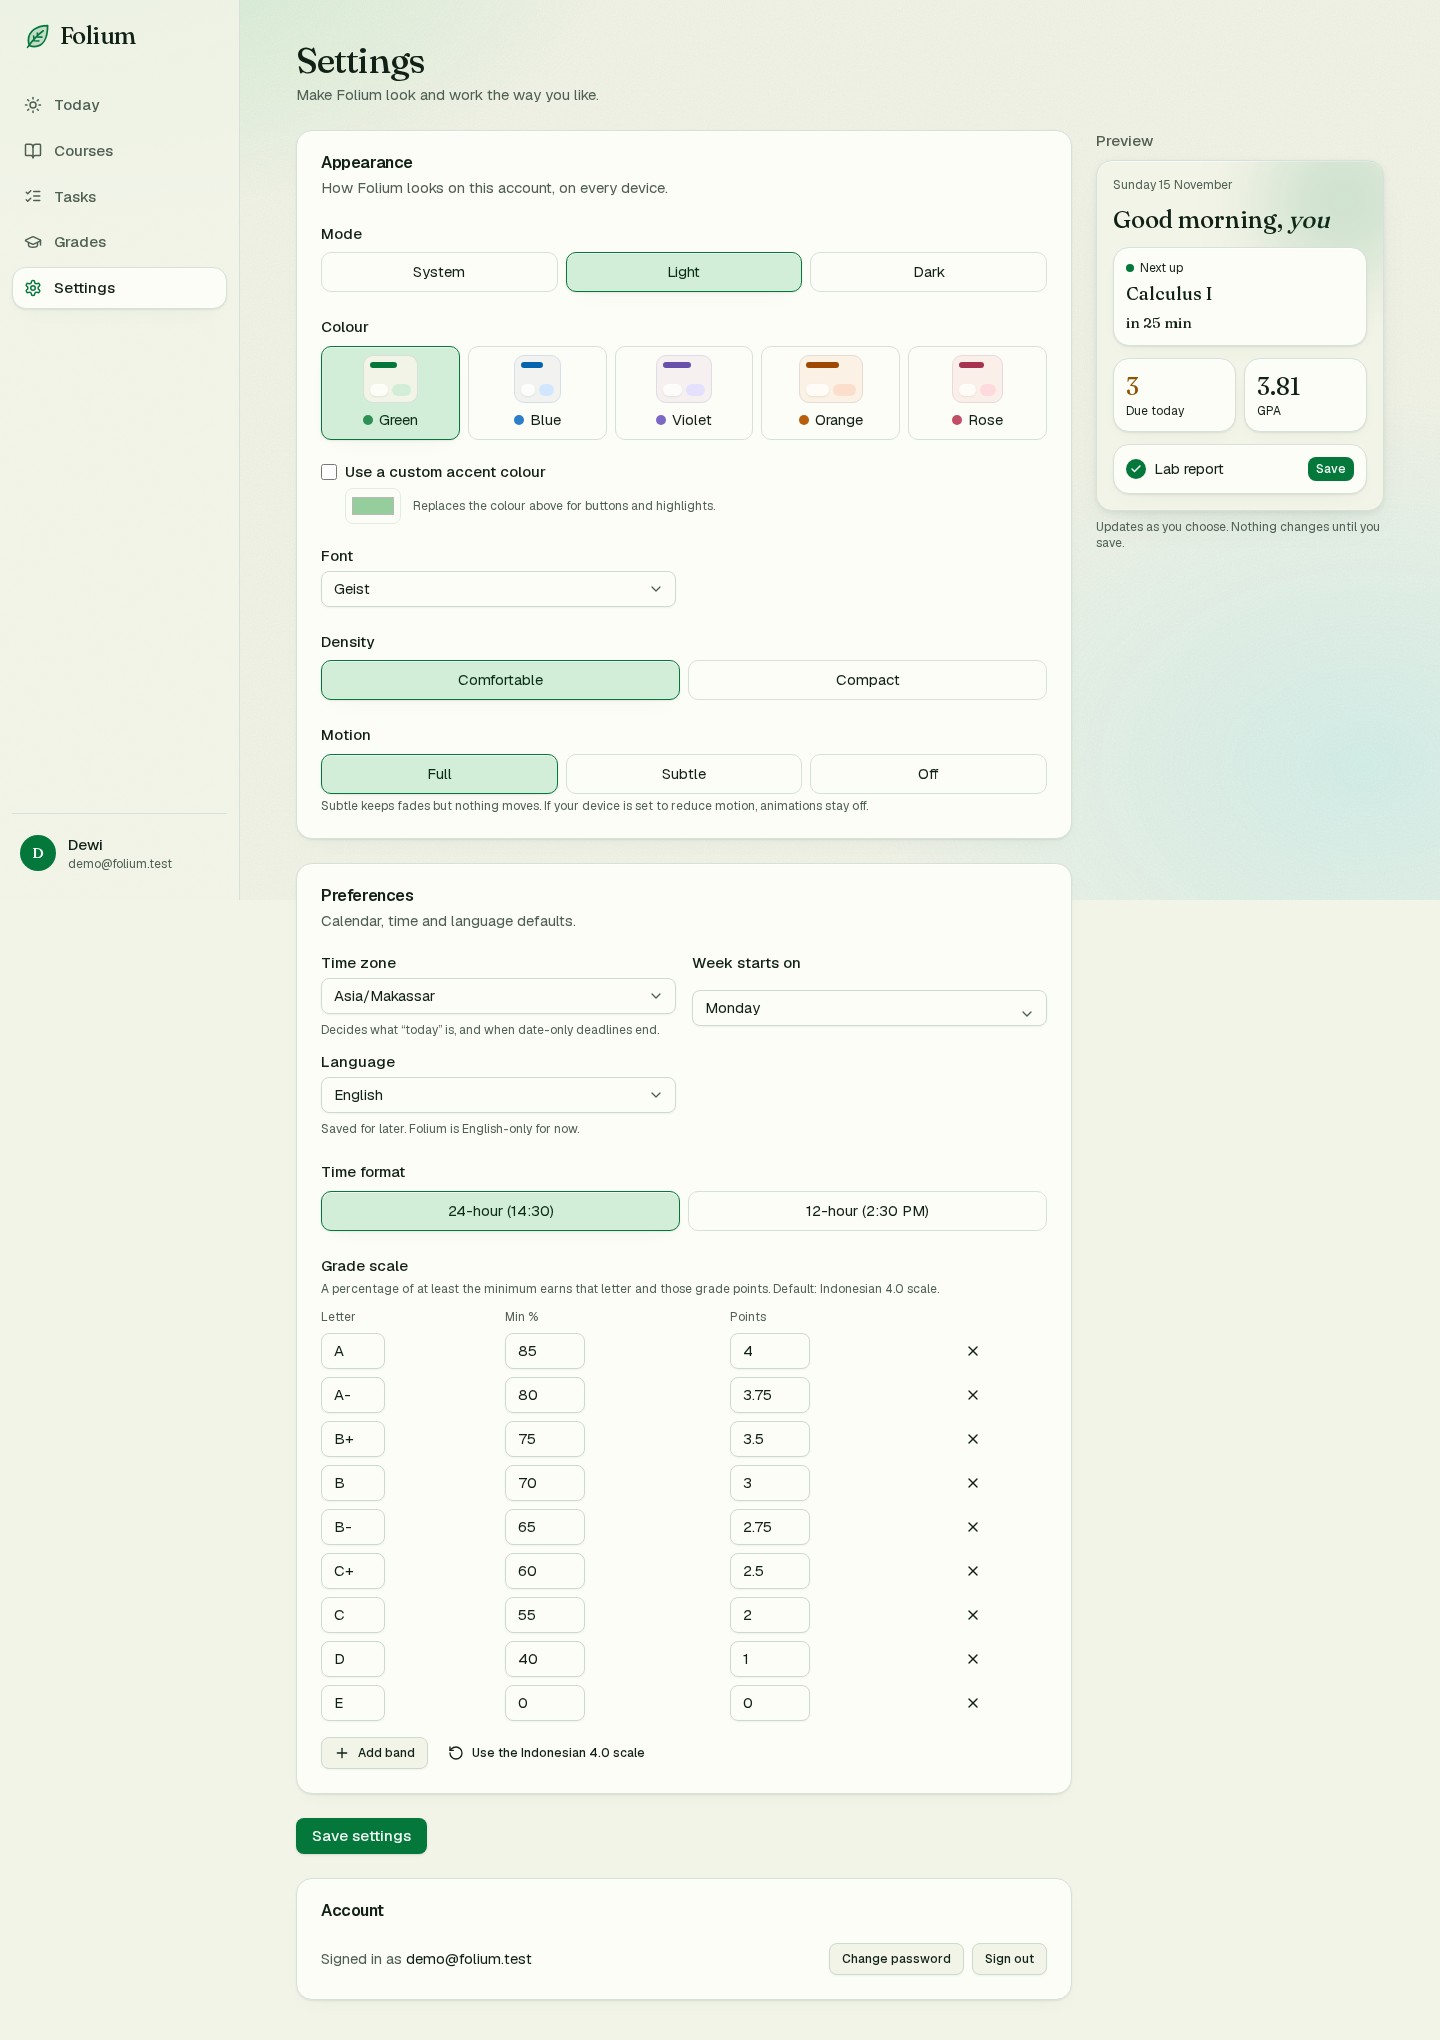 Folium
Today
Courses
Tasks
Grades
Settings
Dewi
D
demo@folium.test
Settings
Make Folium look and work the way you like.
Appearance
How Folium looks on this account, on every device.
Mode
System
Light
Dark
Colour
Green
Blue
Violet
Orange
Rose
Use a custom accent colour
Replaces the colour above for buttons and highlights.
Font
Geist
Density
Comfortable
Compact
Motion
Full
Subtle
Off
Subtle keeps fades but nothing moves. If your device is set to reduce motion, animations stay off.
Preview
Sunday 15 November
Good morning, you
Next up
Calculus I
in 25 min
3
Due today
3.81
GPA
Lab report
Save
Updates as you choose. Nothing changes until you
save.
Preferences
Calendar, time and language defaults.
Time zone
Asia/Makassar
Decides what “today” is, and when date-only deadlines end.
Week starts on
Monday
Language
English
Saved for later. Folium is English-only for now.
Time format
24-hour (14:30)
12-hour (2:30 PM)
Grade scale
A percentage of at least the minimum earns that letter and those grade points. Default: Indonesian 4.0 scale.
Letter Min % Points
A 85 4
A- 80 3.75
B+ 75 3.5
B 70 3
B- 65 2.75
C+ 60 2.5
C 55 2
D 40 1
E 0 0
Add band
Use the Indonesian 4.0 scale
Save settings
Account
Signed in as demo@folium.test
Change password
Sign out